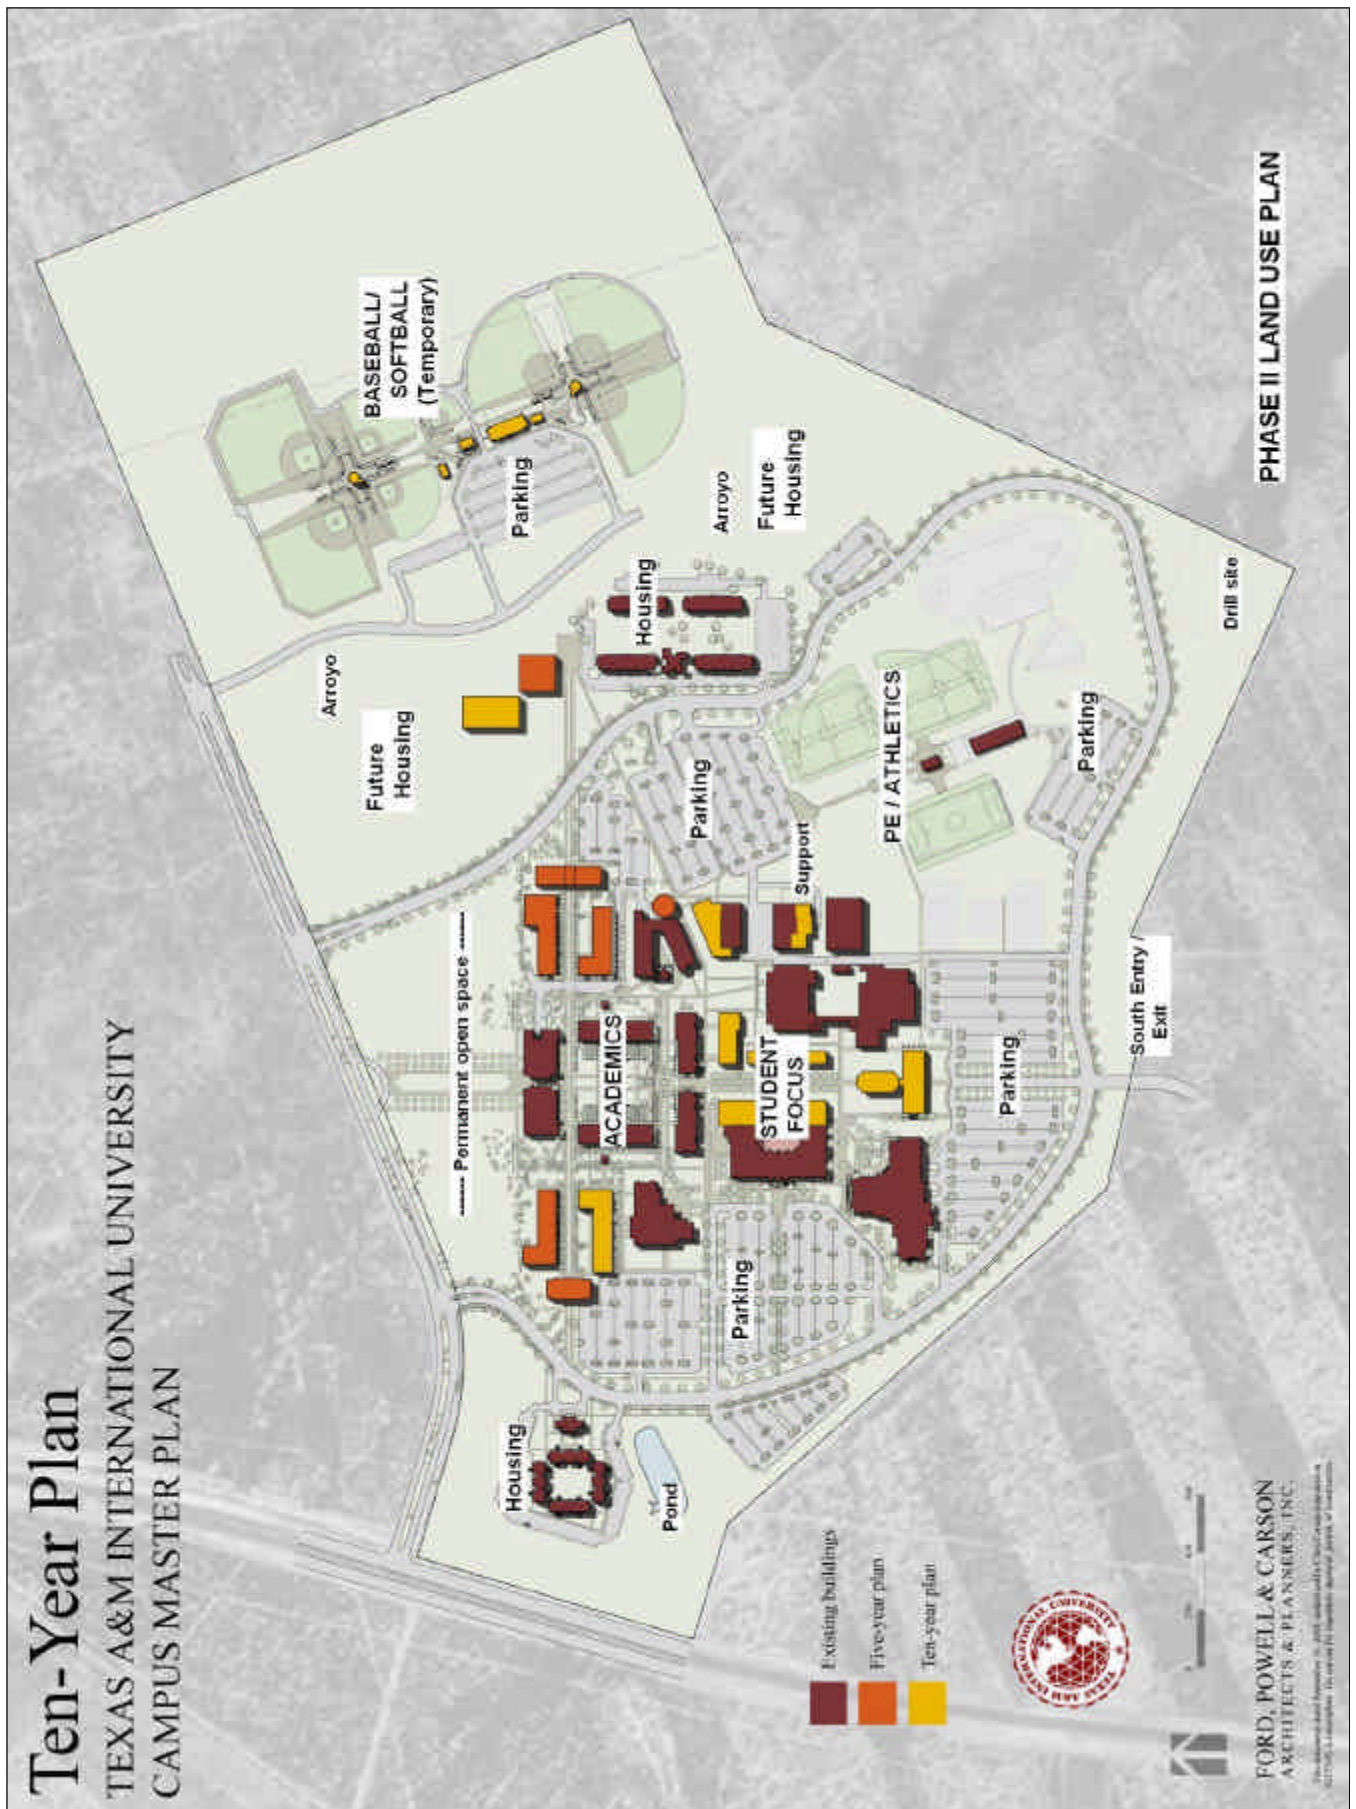 Ten-Year Plan
TEXAS A&M INTERNATIONAL UNIVERSITY
CAMPUS MASTER PLAN
BASEBALL/
SOFTBALL
(Temporary)
Parking
Arroyo
Future
Housing
Arroyo
Future
Housing
Housing
Permanent open space
Parking
Support
PE / ATHLETICS
Parking
Drill site
ACADEMICS
STUDENT
FOCUS
Parking
South Entry /
Exit
Parking
Housing
Pond
Existing buildings
Five-year plan
Ten-year plan
TEXAS A&M INTERNATIONAL UNIVERSITY
FORD, POWELL & CARSON
ARCHITECTS & PLANNERS, INC.
PHASE II LAND USE PLAN